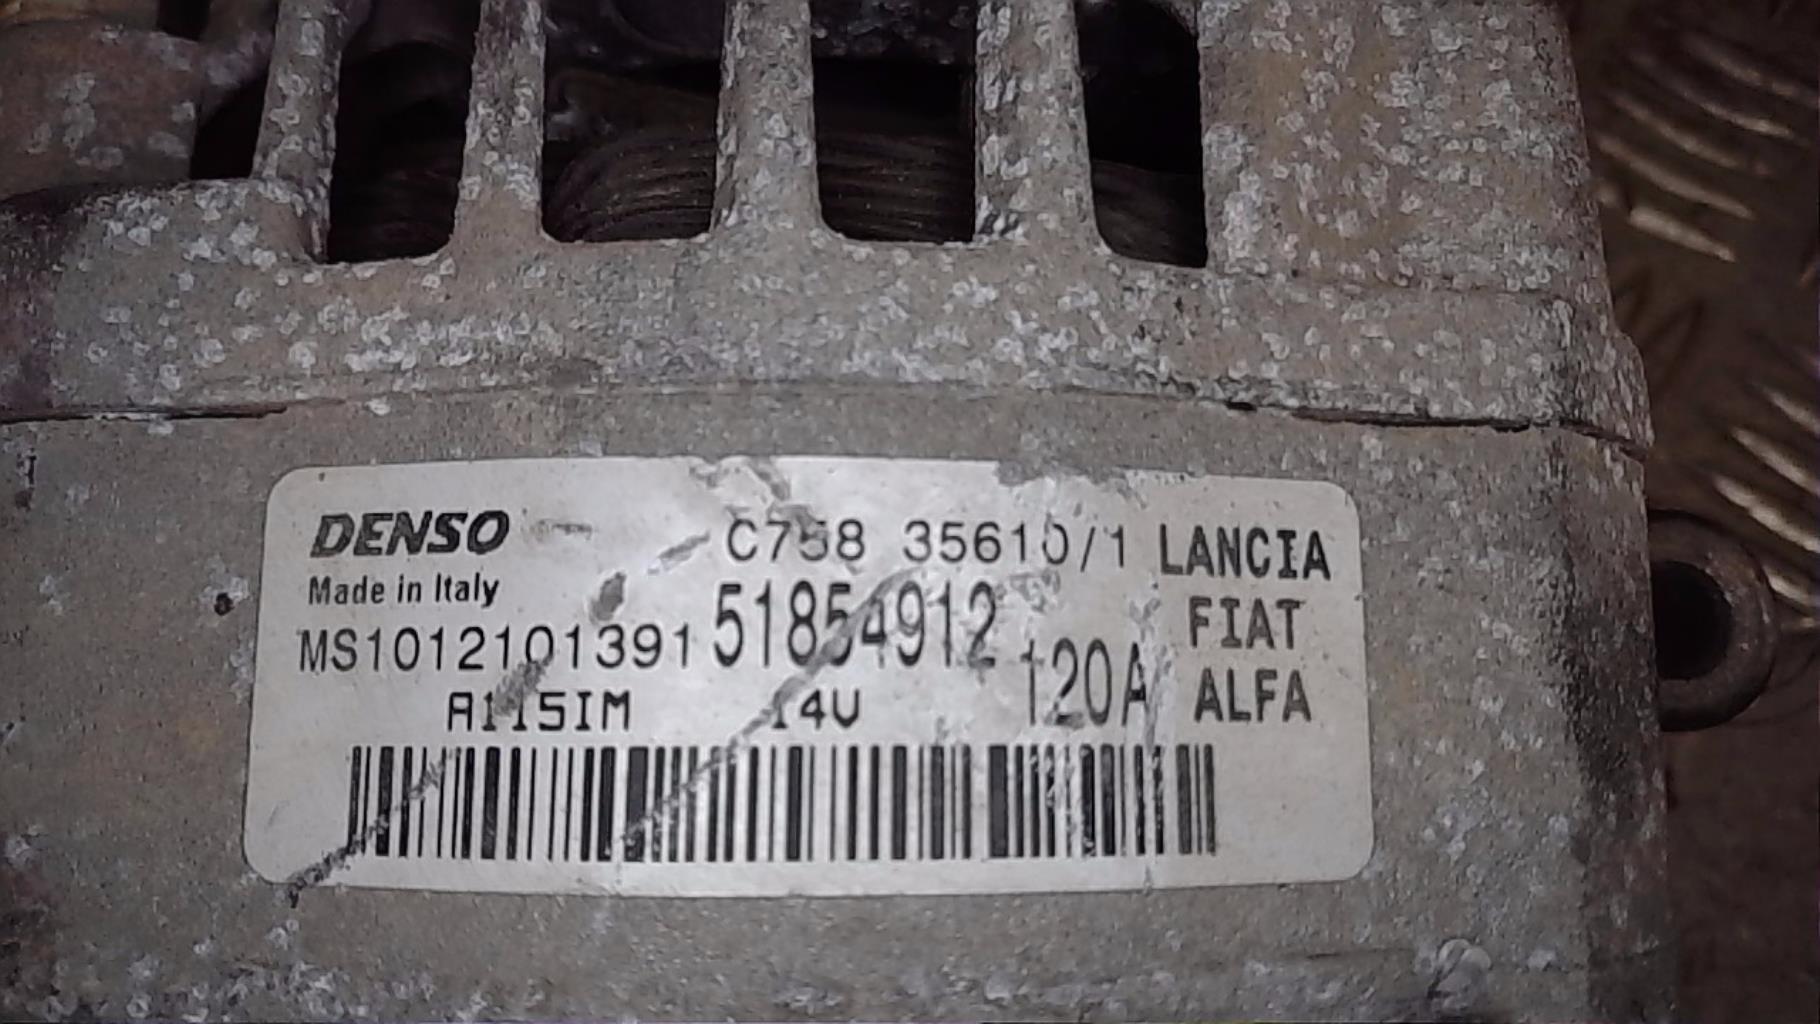 DENSO C758 35610/1 LANCIA
Made in Italy 51854912 FIAT
MS1012101391 120A ALFA
A115IM 14V